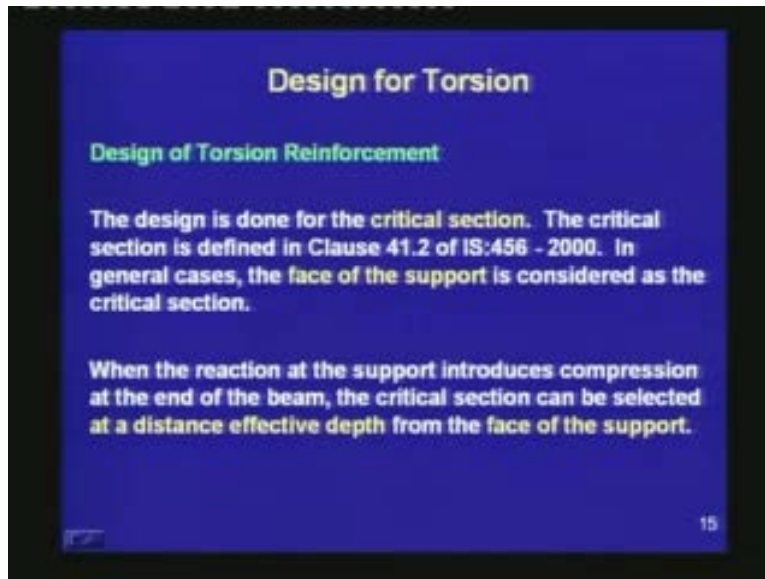 Design for Torsion
Design of Torsion Reinforcement
The design is done for the critical section. The critical
section is defined in Clause 41.2 of IS:456 - 2000. In
general cases, the face of the support is considered as the
critical section.
When the reaction at the support introduces compression
at the end of the beam, the critical section can be selected
at a distance effective depth from the face of the support.
15